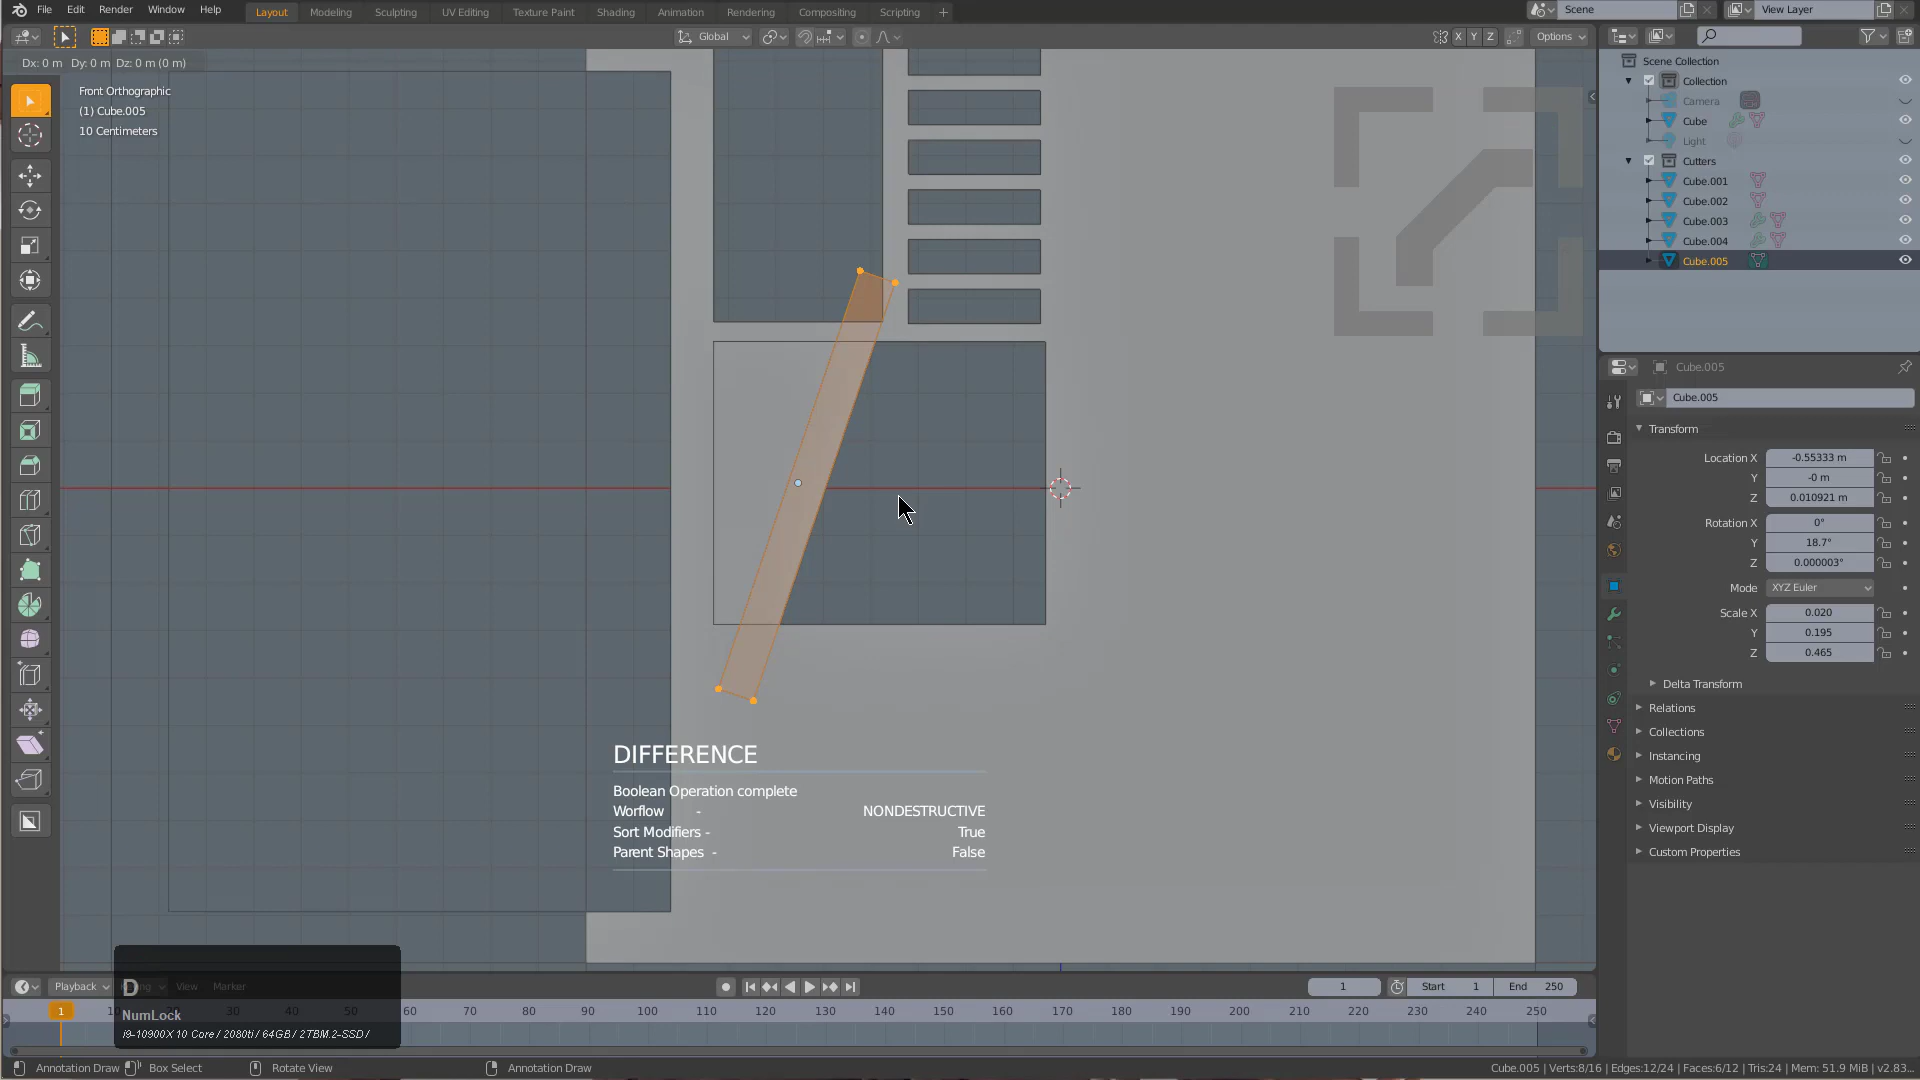 File Edit Render Window Help
Layout Modeling Sculpting UV Editing Texture Paint Shading Animation Rendering Compositing Scripting +
Scene
View Layer
Global
X Y Z
Options
Dx: 0 m Dy: 0 m Dz: 0 m (0 m)
Front Orthographic
(1) Cube.005
10 Centimeters
Scene Collection
Collection
Camera
Cube
Light
Cutters
Cube.001
Cube.002
Cube.003
Cube.004
Cube.005
Cube.005
Cube.005
Transform
Location X -0.55333 m
Y -0 m
Z 0.010921 m
Rotation X 0°
Y 18.7°
Z 0.000003°
Mode XYZ Euler
Scale X 0.020
Y 0.195
Z 0.465
Delta Transform
Relations
Collections
Instancing
Motion Paths
Visibility
Viewport Display
Custom Properties
DIFFERENCE
Boolean Operation complete
Worflow - NONDESTRUCTIVE
Sort Modifiers - True
Parent Shapes - False
Playback View Marker
1 Start 1 End 250
1 30 40 50 60 70 80 90 100 110 120 130 140 150 160 170 180 190 200 210 220 230 240 250
D
NumLock
i9-10900X 10 Core / 2080ti / 64GB / 2TBM.2-SSD /
Annotation Draw Box Select Rotate View Annotation Draw
Cube.005 | Verts:8/16 | Edges:12/24 | Faces:6/12 | Tris:24 | Mem: 51.9 MiB | v2.83...